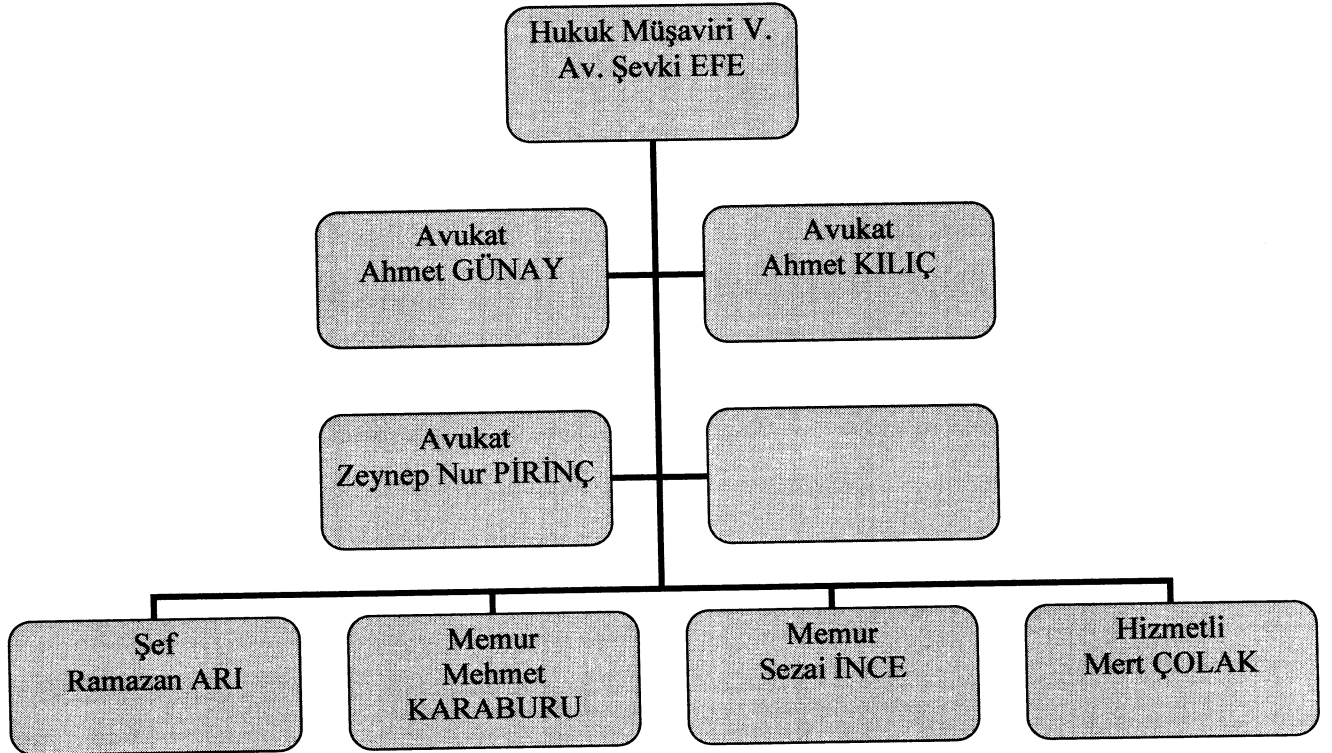 Hukuk Müşaviri V.
Av. Şevki EFE
Avukat
Ahmet GÜNAY
Avukat
Ahmet KILIÇ
Avukat
Zeynep Nur PİRİNÇ
Şef
Ramazan ARI
Memur
Mehmet
KARABURU
Memur
Sezai İNCE
Hizmetli
Mert ÇOLAK